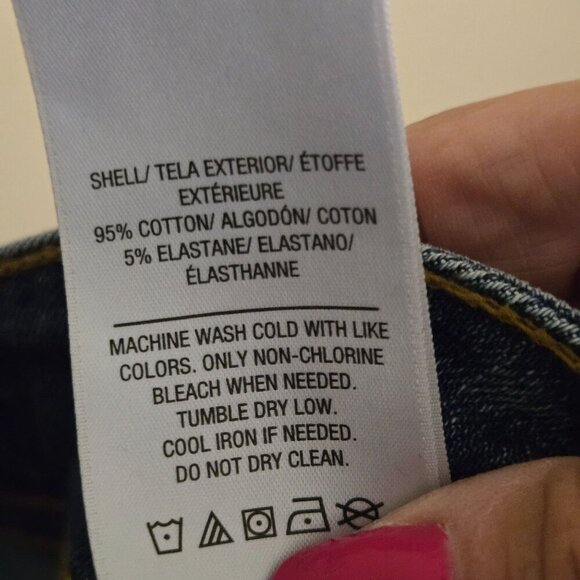 SHELL/ TELA EXTERIOR/ ÉTOFFE
EXTÉRIEURE
95% COTTON/ ALGODÓN/ COTON
5% ELASTANE/ ELASTANO/
ÉLASTHANNE
MACHINE WASH COLD WITH LIKE
COLORS. ONLY NON-CHLORINE
BLEACH WHEN NEEDED.
TUMBLE DRY LOW.
COOL IRON IF NEEDED.
DO NOT DRY CLEAN.